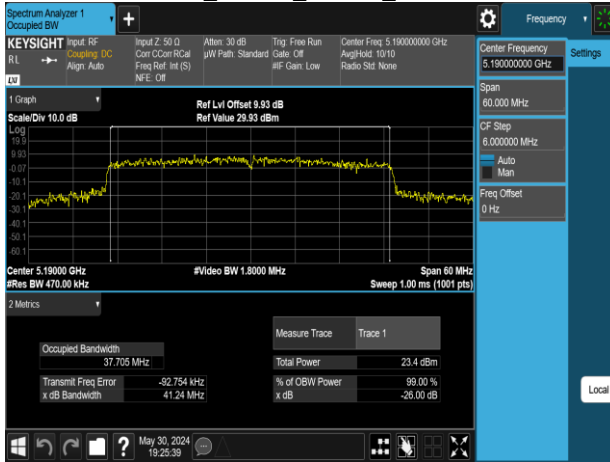 Spectrum Analyzer 1
Occupied BW
Frequency
KEYSIGHT
Input: RF
Coupling: DC
Align: Auto
Input Z: 50 Ω
Corr CCorr RCal
Freq Ref: Int (S)
NFE: Off
Atten: 30 dB
µW Path: Standard
Trig: Free Run
Gate: Off
#IF Gain: Low
Center Freq: 5.190000000 GHz
Avg|Hold: 10/10
Radio Std: None
RL
LXI
Center Frequency
5.190000000 GHz
Settings
Span
60.000 MHz
CF Step
6.000000 MHz
Auto
Man
Freq Offset
0 Hz
Local
1 Graph
Scale/Div 10.0 dB
Ref Lvl Offset 9.93 dB
Ref Value 29.93 dBm
Log
19.9
9.93
-0.07
-10.1
-20.1
-30.1
-40.1
-50.1
-60.1
Center 5.19000 GHz
#Video BW 1.8000 MHz
Span 60 MHz
#Res BW 470.00 kHz
Sweep 1.00 ms (1001 pts)
2 Metrics
Measure Trace
Trace 1
Occupied Bandwidth
37.705 MHz
Total Power
23.4 dBm
Transmit Freq Error
-92.754 kHz
% of OBW Power
99.00 %
x dB Bandwidth
41.24 MHz
x dB
-26.00 dB
May 30, 2024
19:25:39